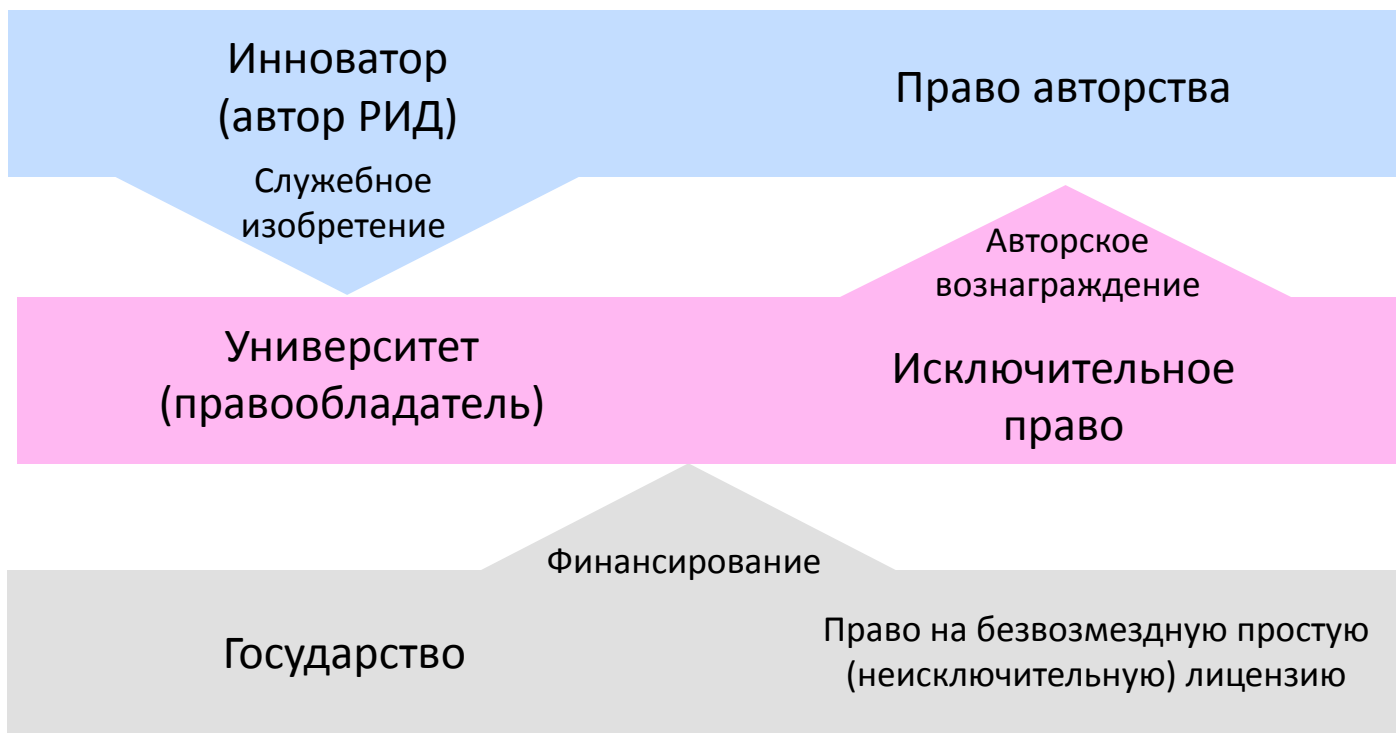 Инноватор
(автор РИД)
Право авторства
Служебное
изобретение
Авторское
вознаграждение
Университет
(правообладатель)
Исключительное
право
Финансирование
Государство
Право на безвозмездную простую
(неисключительную) лицензию